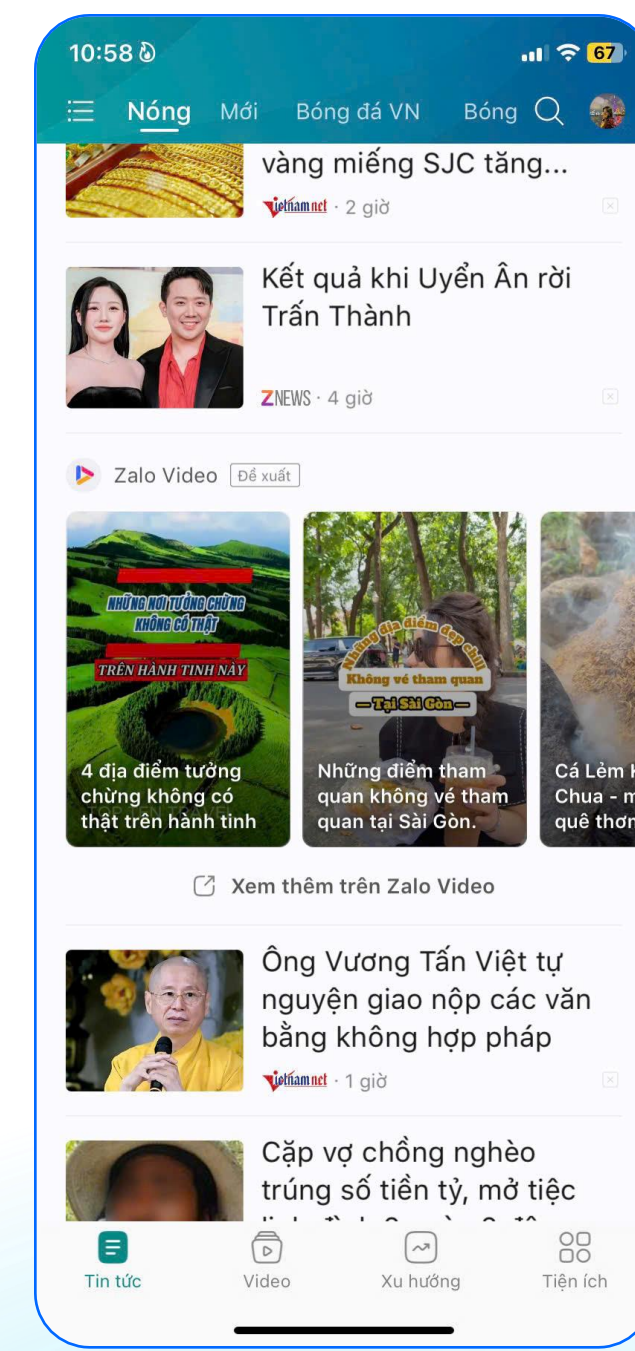 10:58
67
Nóng Mới Bóng đá VN Bóng
vàng miếng SJC tăng...
vietnamnet · 2 giờ
Kết quả khi Uyển Ân rời
Trấn Thành
ZNEWS · 4 giờ
Zalo Video Đề xuất
NHỮNG NƠI TƯỞNG CHỪNG
KHÔNG CÓ THẬT
TRÊN HÀNH TINH NÀY
4 địa điểm tưởng
chừng không có
thật trên hành tinh
Những địa điểm đẹp chill
Không vé tham quan
Tại Sài Gòn
Những điểm tham
quan không vé tham
quan tại Sài Gòn.
Cá Lẻm
Chua - m
quê thơn
Xem thêm trên Zalo Video
Ông Vương Tấn Việt tự
nguyện giao nộp các văn
bằng không hợp pháp
vietnamnet · 1 giờ
Cặp vợ chồng nghèo
trúng số tiền tỷ, mở tiệc
Tin tức Video Xu hướng Tiện ích